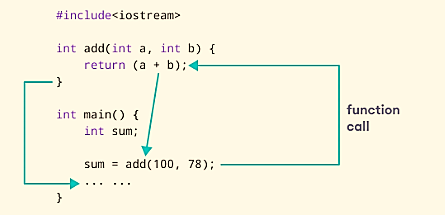 #include<iostream>
int add(int a, int b) {
return (a + b);
}
int main() {
int sum;
sum = add(100, 78);
... ...
}
function
call